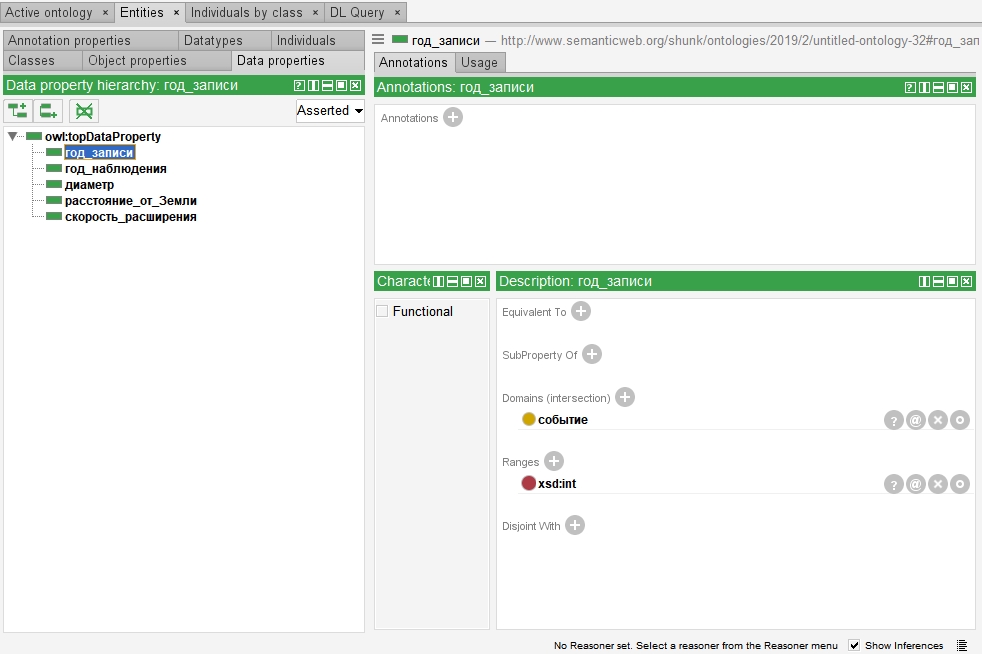 Active ontology × Entities × Individuals by class × DL Query ×
Annotation properties Datatypes Individuals
Classes Object properties Data properties
Data property hierarchy: год_записи
Asserted
owl:topDataProperty
год_записи
год_наблюдения
диаметр
расстояние_от_Земли
скорость_расширения
год_записи — http://www.semanticweb.org/shunk/ontologies/2019/2/untitled-ontology-32#год_зап
Annotations Usage
Annotations: год_записи
Annotations
Characte
Functional
Description: год_записи
Equivalent To
SubProperty Of
Domains (intersection)
событие
Ranges
xsd:int
Disjoint With
No Reasoner set. Select a reasoner from the Reasoner menu Show Inferences